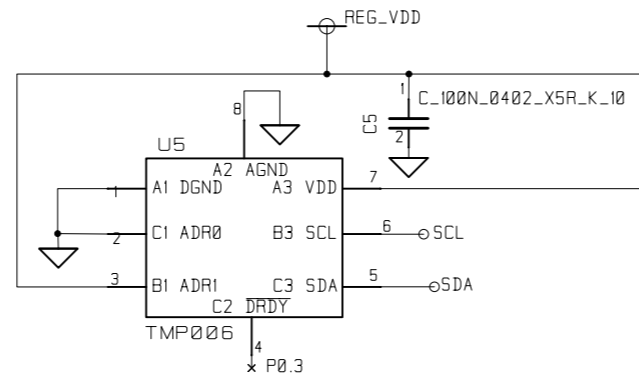 REG_VDD
1
C_100N_0402_X5R_K_10
C5
2
8
U5
A2 AGND
1 A1 DGND
A3 VDD 7
2 C1 ADR0
B3 SCL 6 SCL
3 B1 ADR1
C3 SDA 5 SDA
C2 DRDY
TMP006
4
P0.3